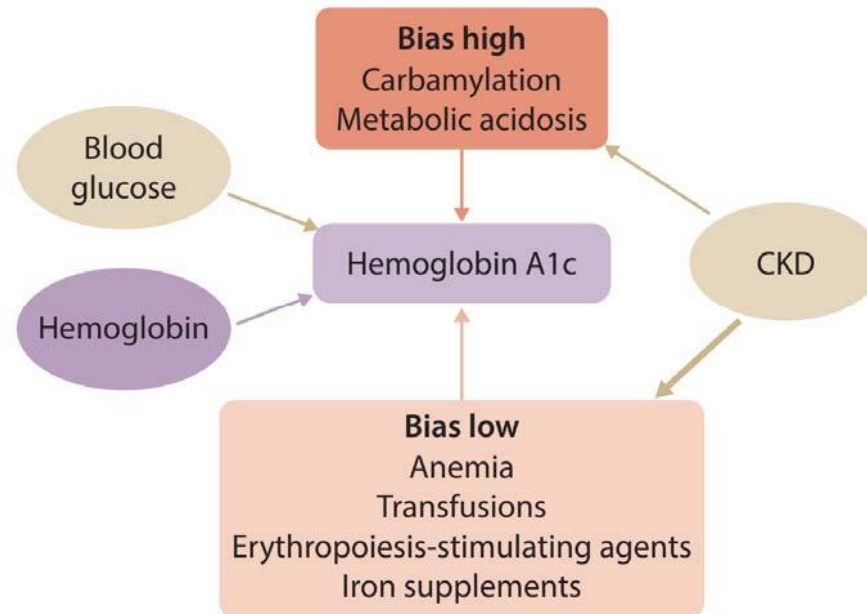 Bias high
Carbamylation
Metabolic acidosis
Blood
glucose
Hemoglobin A1c
CKD
Hemoglobin
Bias low
Anemia
Transfusions
Erythropoiesis-stimulating agents
Iron supplements